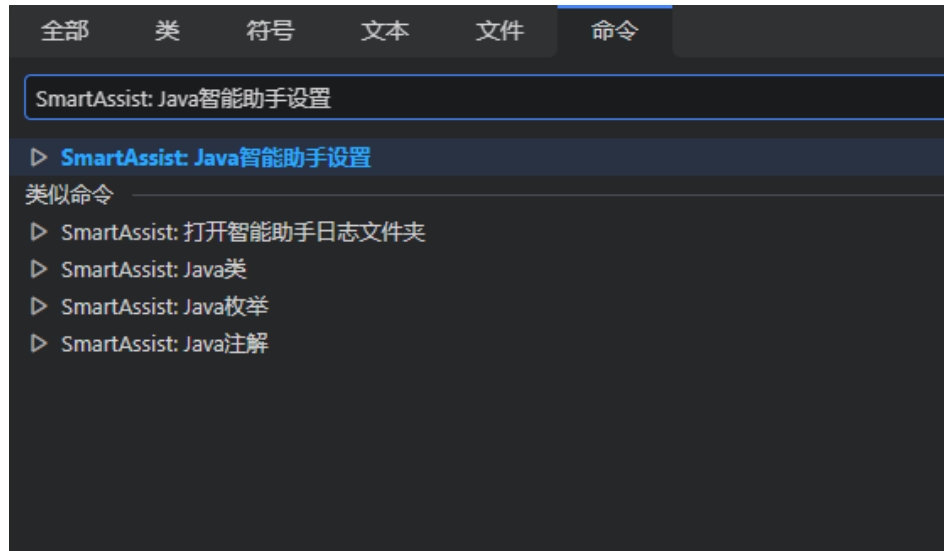 全部 类 符号 文本 文件 命令
SmartAssist: Java智能助手设置
SmartAssist: Java智能助手设置
类似命令
SmartAssist: 打开智能助手日志文件夹
SmartAssist: Java类
SmartAssist: Java枚举
SmartAssist: Java注解